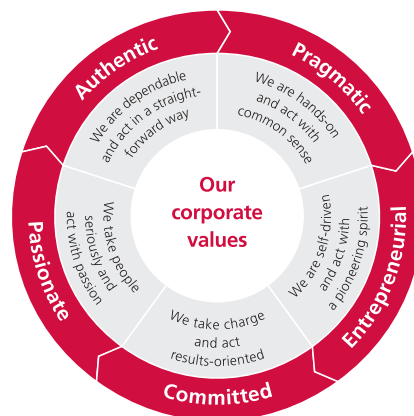 Our
corporate
values
Authentic
We are dependable
and act in a straight-
forward way
Pragmatic
We are hands-on
and act with
common sense
Entrepreneurial
We are self-driven
and act with
a pioneering spirit
Committed
We take charge
and act
results-oriented
Passionate
We take people
seriously and
act with passion